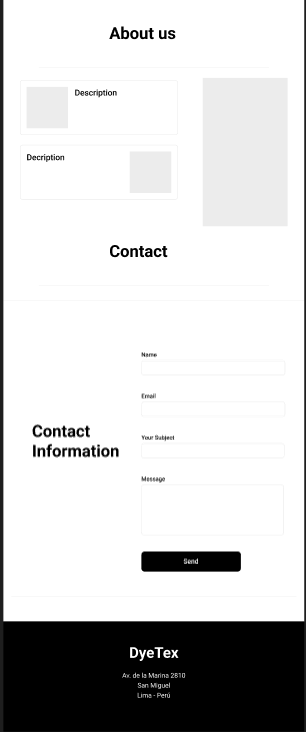 About us
Description
Decription
Contact
Name
Email
Contact
Information
Your Subject
Message
Send
DyeTex
Av. de la Marina 2810
San Miguel
Lima - Perú